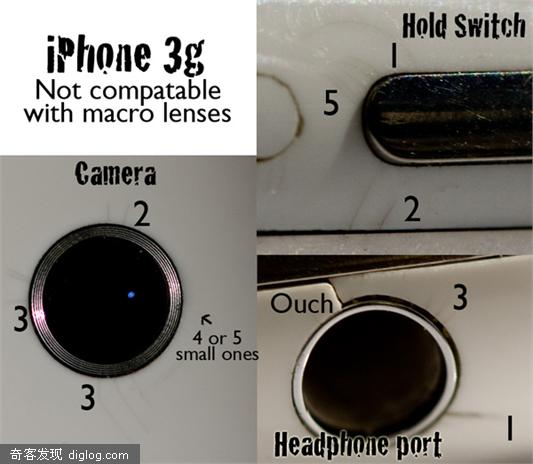 iPhone 3g
Not compatable
with macro lenses
Hold Switch
1
5
2
Camera
2
3
4 or 5
small ones
3
Ouch
3
1
Headphone port
奇客发现 diglog.com